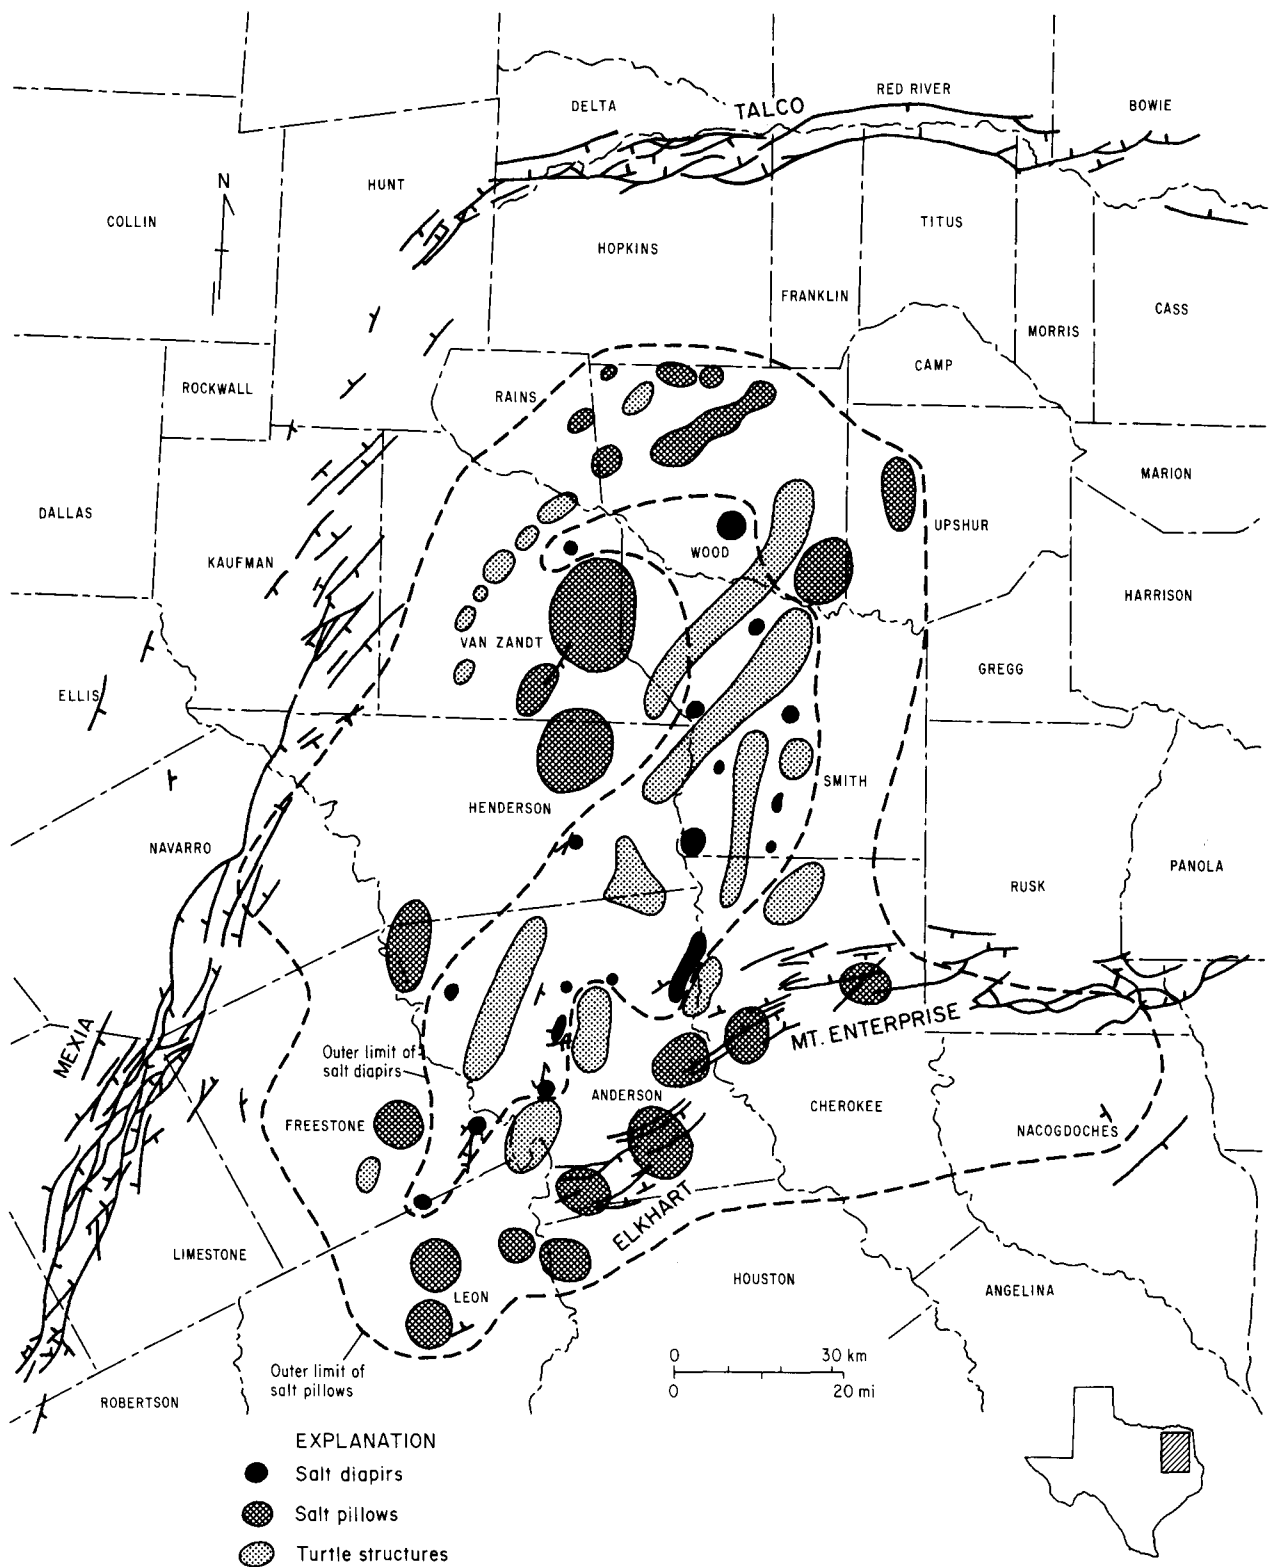 RED RIVER
DELTA
TALCO
BOWIE
N
HUNT
COLLIN
TITUS
HOPKINS
FRANKLIN
CASS
MORRIS
CAMP
ROCKWALL
RAINS
MARION
DALLAS
UPSHUR
WOOD
KAUFMAN
HARRISON
VAN ZANDT
GREGG
ELLIS
SMITH
HENDERSON
NAVARRO
PANOLA
RUSK
MT. ENTERPRISE
MEXIA
Outer limit of
salt diapirs
ANDERSON
CHEROKEE
FREESTONE
NACOGDOCHES
ELKHART
LIMESTONE
HOUSTON
ANGELINA
LEON
0 30 km
0 20 mi
Outer limit of
salt pillows
ROBERTSON
EXPLANATION
Salt diapirs
Salt pillows
Turtle structures